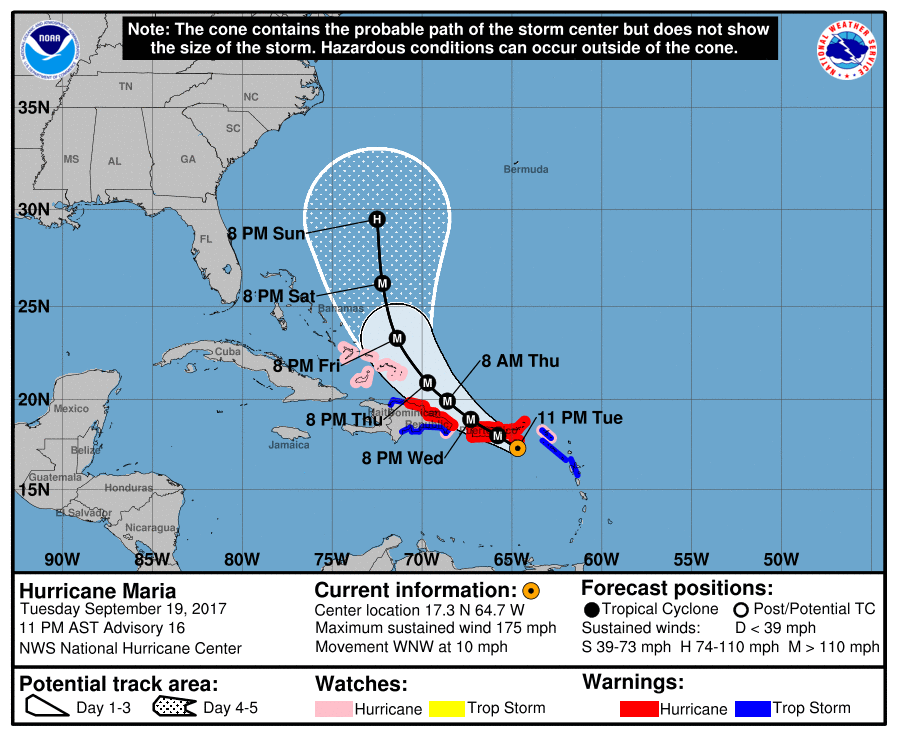 Note: The cone contains the probable path of the storm center but does not show
the size of the storm. Hazardous conditions can occur outside of the cone.
NOAA
NATIONAL WEATHER SERVICE
TN
NC
35N
SC
MS
AL
GA
Bermuda
30N
H
8 PM Sun
FL
M
8 PM Sat
25N
Bahamas
M
Cuba
8 PM Fri
8 AM Thu
M
20N
M
Mexico
8 PM Thu
Haiti
Dominican
Republic
M
11 PM Tue
M
Jamaica
8 PM Wed
Belize
Guatemala
15N
Honduras
El Salvador
Nicaragua
90W
85W
80W
75W
70W
65W
60W
55W
50W
Hurricane Maria
Tuesday September 19, 2017
11 PM AST Advisory 16
NWS National Hurricane Center
Current information:
Center location 17.3 N 64.7 W
Maximum sustained wind 175 mph
Movement WNW at 10 mph
Forecast positions:
Tropical Cyclone
Post/Potential TC
Sustained winds:
D < 39 mph
S 39-73 mph H 74-110 mph M > 110 mph
Potential track area:
Day 1-3
Day 4-5
Watches:
Hurricane
Trop Storm
Warnings:
Hurricane
Trop Storm